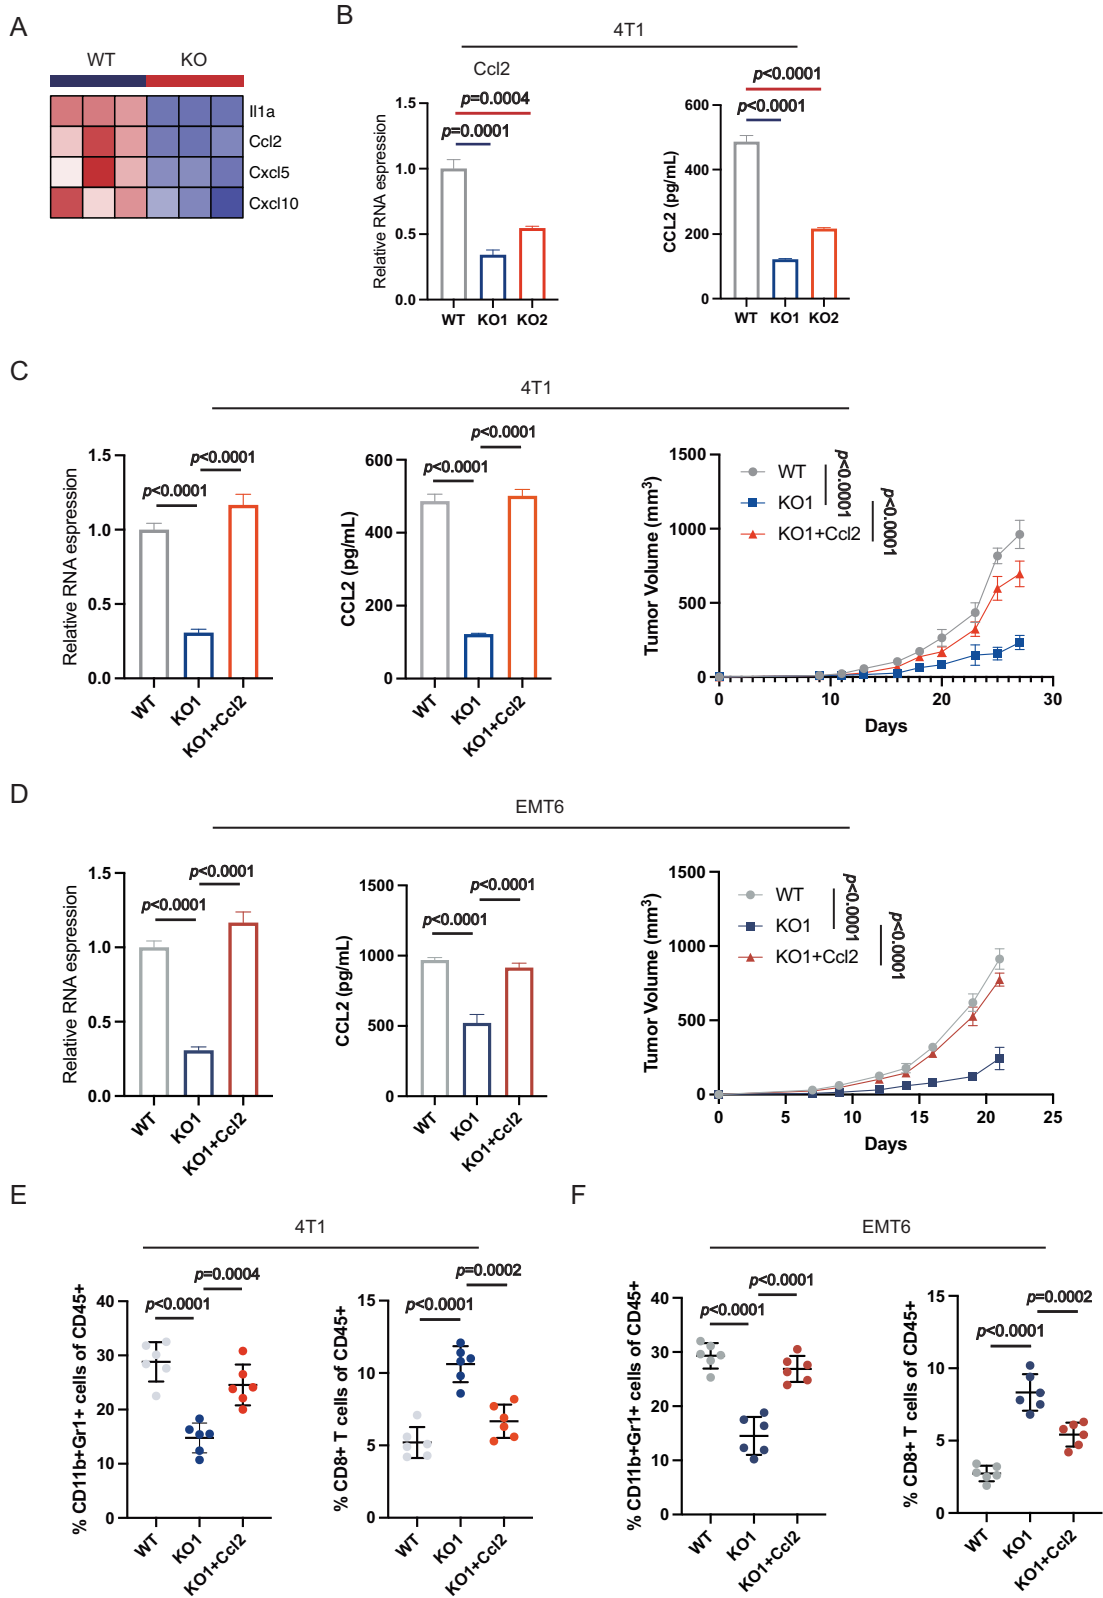 A
WT KO
Il1a
Ccl2
Cxcl5
Cxcl10
B
4T1
Ccl2
p=0.0004
p=0.0001
Relative RNA espression
1.5
1.0
0.5
0.0
WT KO1 KO2
p<0.0001
p<0.0001
CCL2 (pg/mL)
600
400
200
0
WT KO1 KO2
C
4T1
p<0.0001
p<0.0001
Relative RNA espression
1.5
1.0
0.5
0.0
WT
KO1
KO1+Ccl2
p<0.0001
p<0.0001
CCL2 (pg/mL)
600
400
200
0
WT
KO1
KO1+Ccl2
Tumor Volume (mm³)
1500
1000
500
0
WT
KO1
KO1+Ccl2
p<0.0001
p<0.0001
0 10 20 30
Days
D
EMT6
p<0.0001
p<0.0001
Relative RNA espression
1.5
1.0
0.5
0.0
WT
KO1
KO1+Ccl2
p<0.0001
p<0.0001
CCL2 (pg/mL)
1500
1000
500
0
WT
KO1
KO1+Ccl2
Tumor Volume (mm³)
1500
1000
500
0
WT
KO1
KO1+Ccl2
p<0.0001
p<0.0001
0 5 10 15 20 25
Days
E
4T1
p=0.0004
p<0.0001
% CD11b+Gr1+ cells of CD45+
40
30
20
10
0
WT
KO1
KO1+Ccl2
p=0.0002
p<0.0001
% CD8+ T cells of CD45+
15
10
5
0
WT
KO1
KO1+Ccl2
F
EMT6
p<0.0001
p<0.0001
% CD11b+Gr1+ cells of CD45+
40
30
20
10
0
WT
KO1
KO1+Ccl2
p=0.0002
p<0.0001
% CD8+ T cells of CD45+
15
10
5
0
WT
KO1
KO1+Ccl2